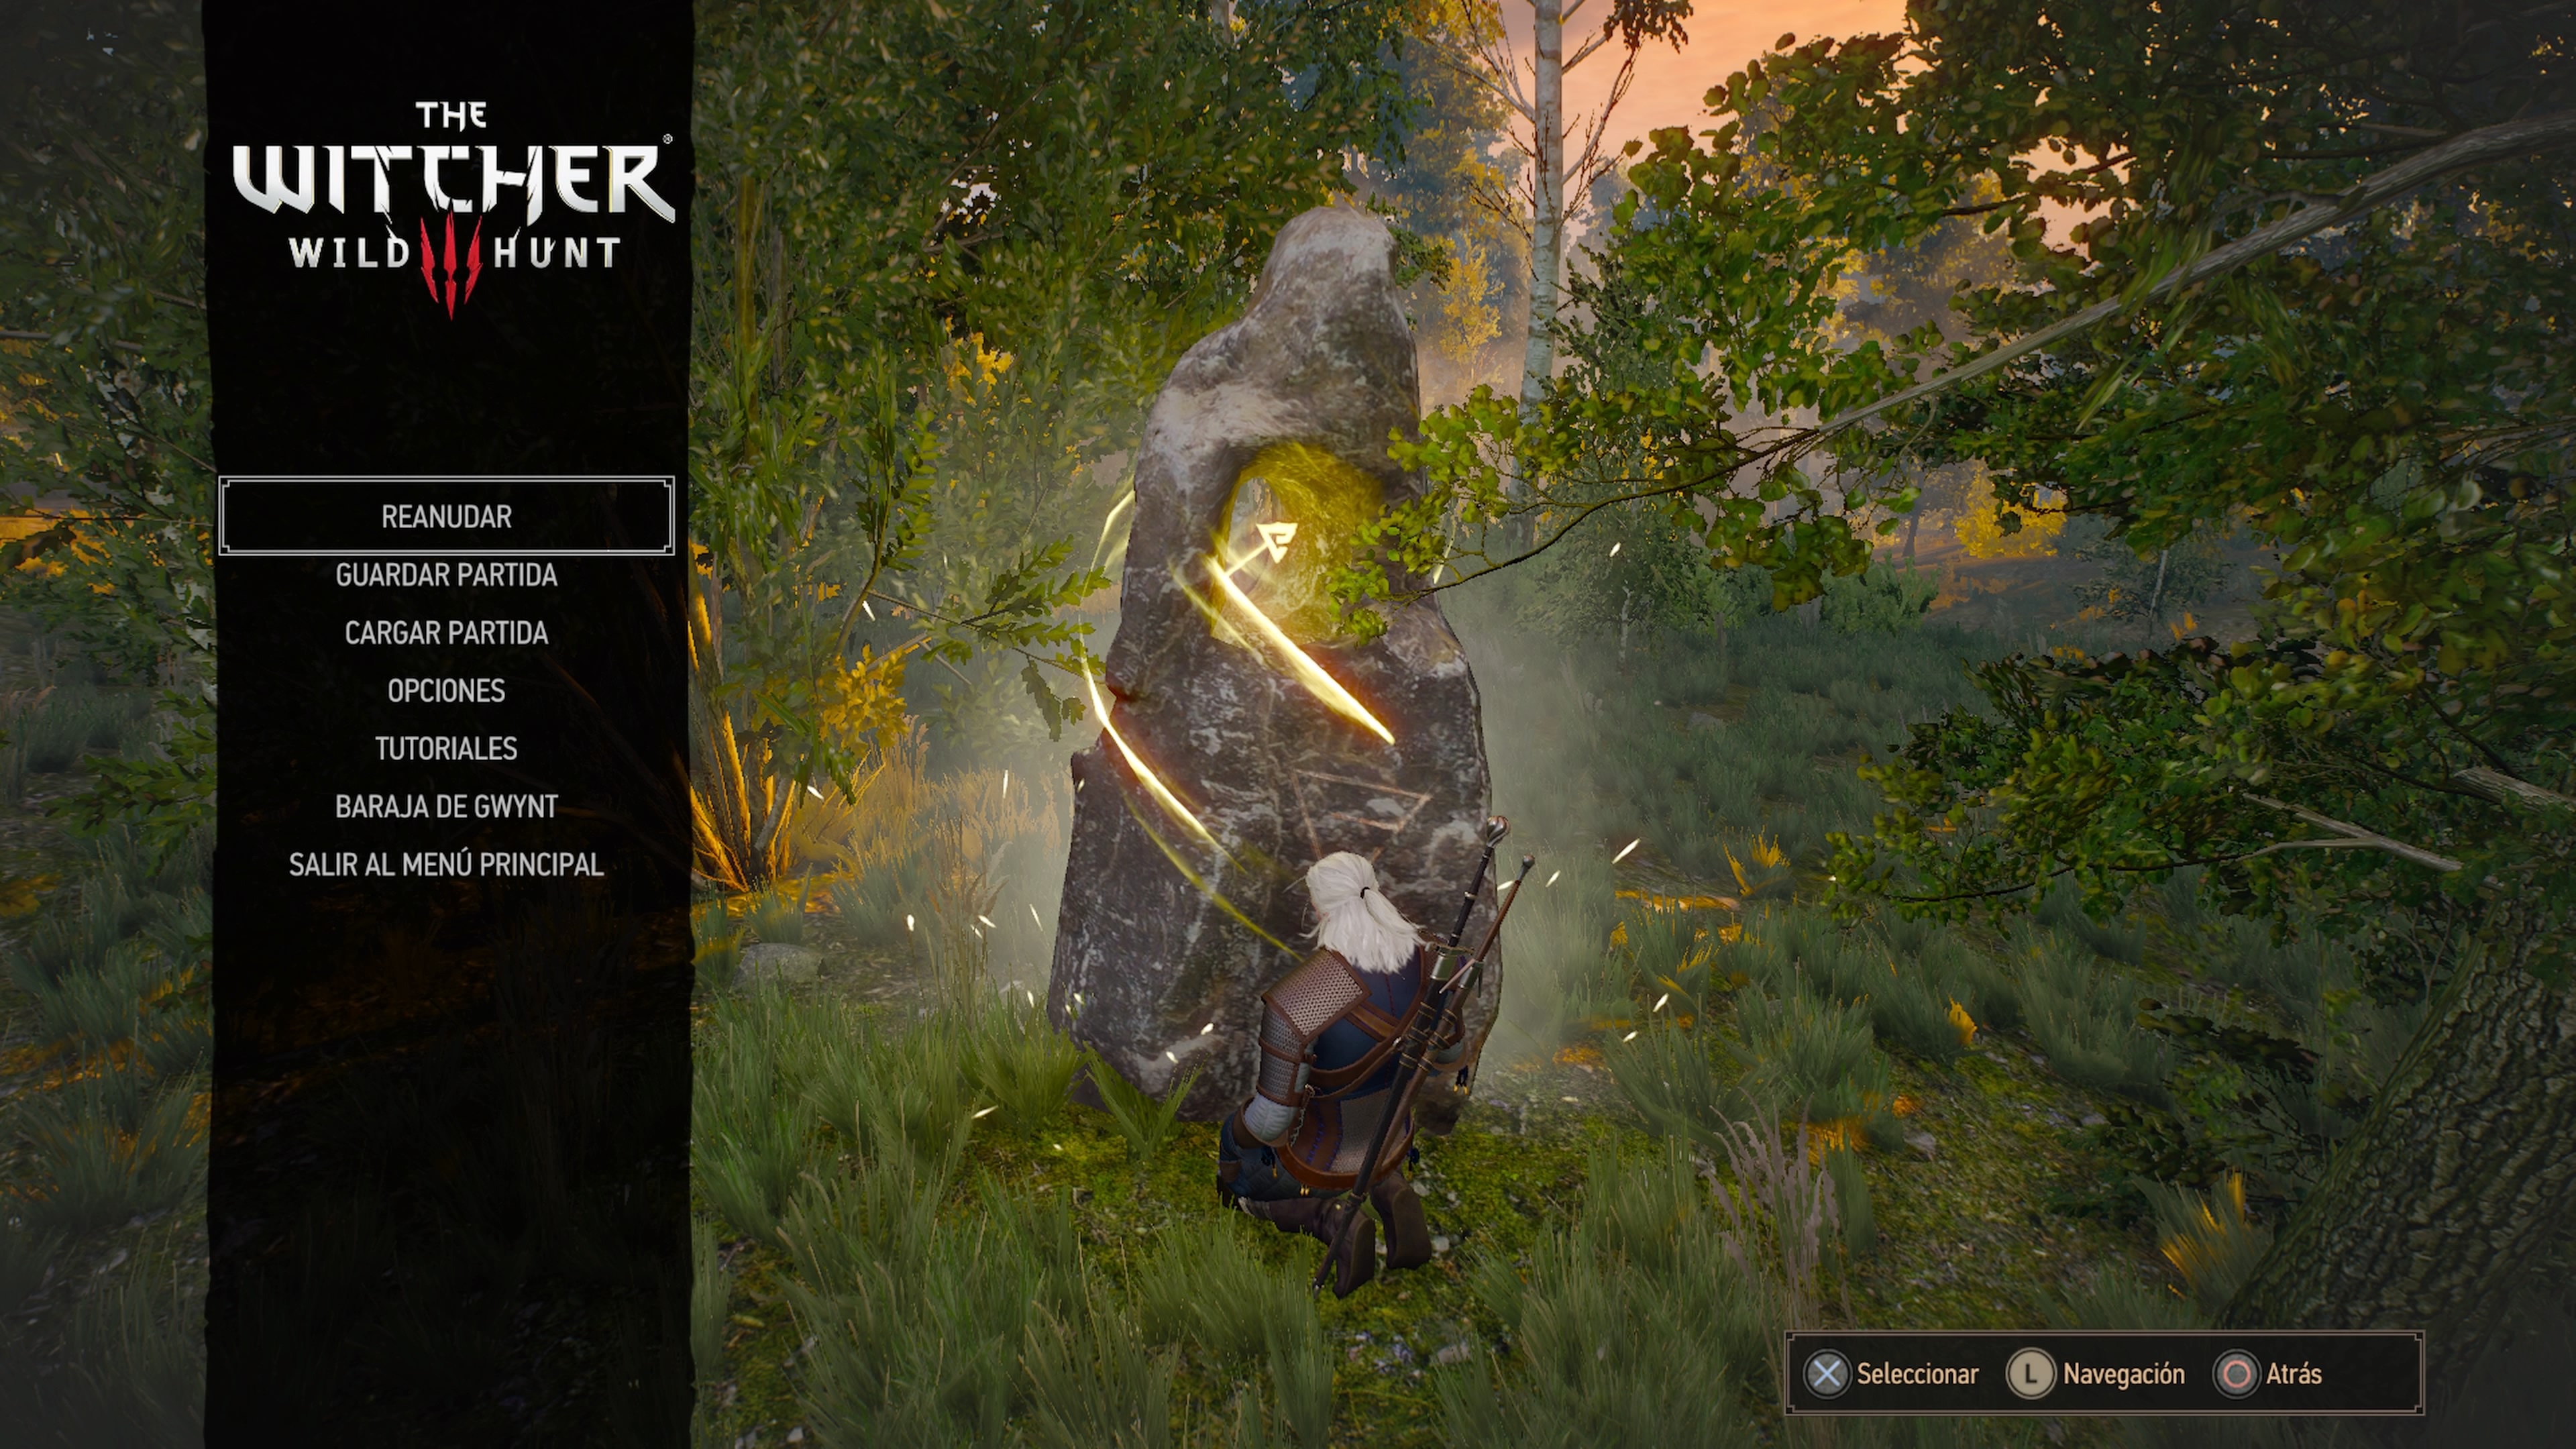 THE
WITCHER®
WILD HUNT
REANUDAR
GUARDAR PARTIDA
CARGAR PARTIDA
OPCIONES
TUTORIALES
BARAJA DE GWYNT
SALIR AL MENÚ PRINCIPAL
L
Seleccionar Navegación Atrás